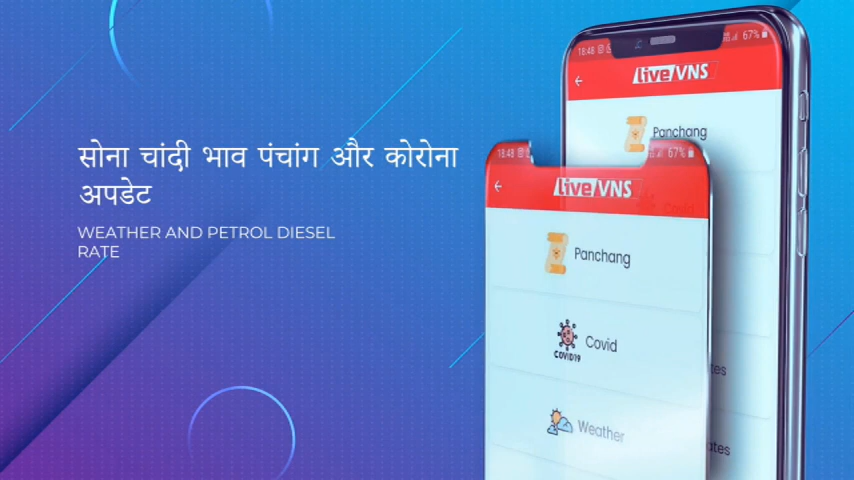 सोना चांदी भाव पंचांग और कोरोना
अपडेट
WEATHER AND PETROL DIESEL
RATE
18:48
67%
live VNS
Panchang
Covid
18:48
67%
live VNS
Panchang
COVID19
Covid
Weather